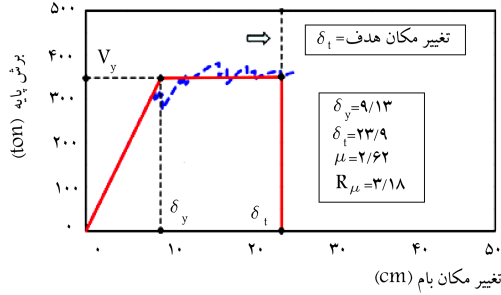 ۵۰۰
۴۰۰
۳۰۰
۲۰۰
۱۰۰
۰
برش پایه (ton)
V_y
تغییر مکان هدف= δ_t
δ_y=۹/۱۳
δ_t=۲۳/۹
μ=۲/۶۲
R_μ=۳/۱۸
δ_y
δ_t
۰ ۱۰ ۲۰ ۳۰ ۴۰ ۵۰
تغییر مکان بام (cm)